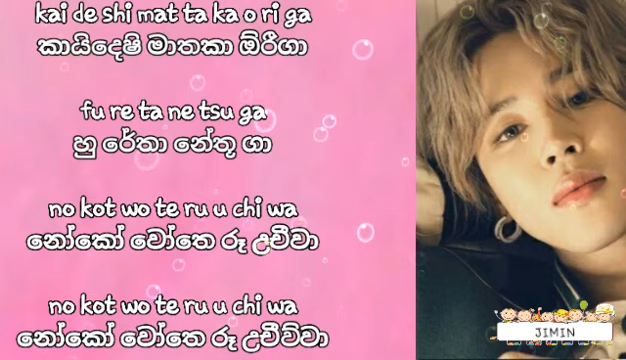 kai de shi mat ta ka o ri ga
කායිදෙෂි මාතකා ඕරීගා
fu re ta ne tsu ga
හු රේතා නේතූ ගා
no kot wo te ru u chi wa
නෝකෝ වෝතෙ රූ උචීවා
no kot wo te ru u chi wa
නෝකෝ වෝතෙ රූ උචීව්වා
JIMIN